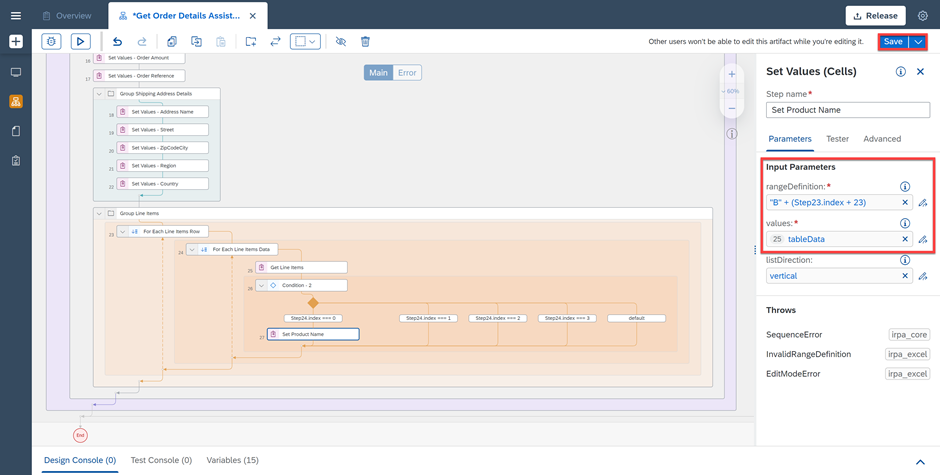 Overview
*Get Order Details Assist...
Release
Other users won't be able to edit this artifact while you're editing it.
Save
16 Set Values - Order Amount
17 Set Values - Order Reference
Main Error
60%
Group Shipping Address Details
18 Set Values - Address Name
19 Set Values - Street
20 Set Values - ZipCodeCity
21 Set Values - Region
22 Set Values - Country
Group Line Items
23 For Each Line Items Row
24 For Each Line Items Data
25 Get Line Items
26 Condition - 2
Step24.index === 0 Step24.index === 1 Step24.index === 2 Step24.index === 3 default
27 Set Product Name
End
Set Values (Cells)
Step name*
Set Product Name
Parameters Tester Advanced
Input Parameters
rangeDefinition: *
"B" + (Step23.index + 23)
values: *
25 tableData
listDirection:
vertical
Throws
SequenceError irpa_core
InvalidRangeDefinition irpa_excel
EditModeError irpa_excel
Design Console (0) Test Console (0) Variables (15)